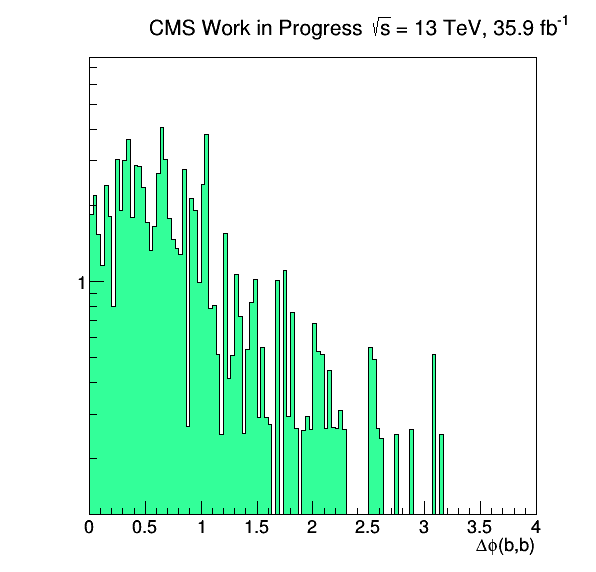 CMS Work in Progress √s = 13 TeV, 35.9 fb⁻¹
1
0 0.5 1 1.5 2 2.5 3 3.5 4
Δϕ(b,b)